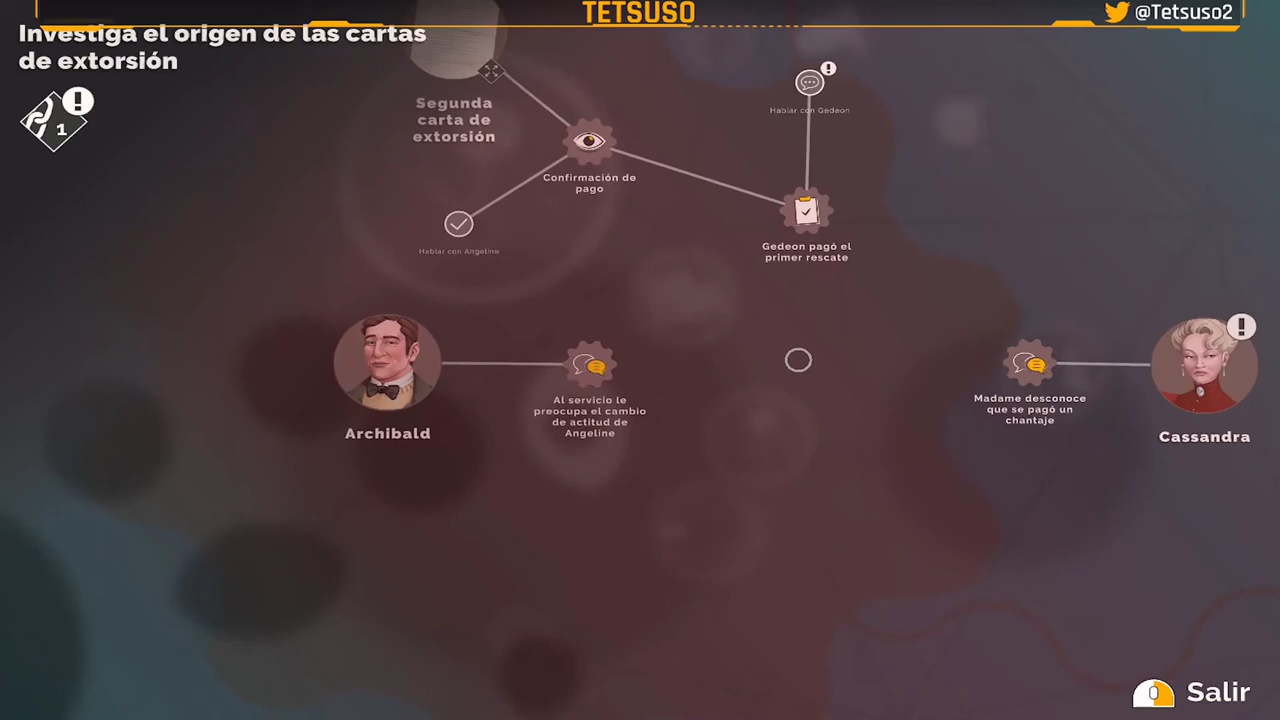 TETSUSO
@Tetsuso2
Investiga el origen de las cartas
de extorsión
1
Segunda
carta de
extorsión
Hablar con Gedeon
Confirmación de
pago
Hablar con Angeline
Gedeon pagó el
primer rescate
Archibald
Al servicio le
preocupa el cambio
de actitud de
Angeline
Madame desconoce
que se pagó un
chantaje
Cassandra
Salir